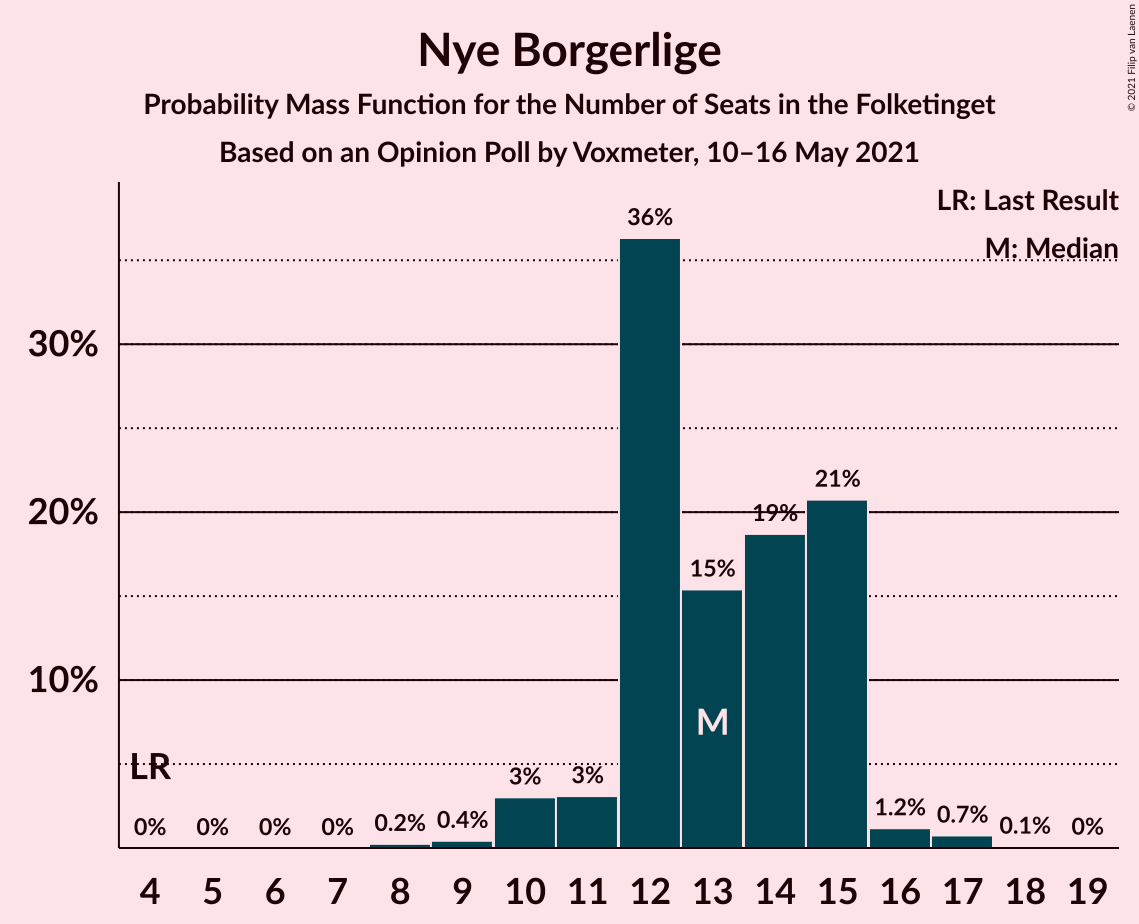 Nye Borgerlige
Probability Mass Function for the Number of Seats in the Folketinget
Based on an Opinion Poll by Voxmeter, 10–16 May 2021
© 2021 Filip van Laenen
LR: Last Result
M: Median
36%
30%
21%
20%
19%
15%
10%
M
LR
0%
0%
0%
0%
0.2%
0.4%
3%
3%
1.2%
0.7%
0.1%
0%
4 5 6 7 8 9 10 11 12 13 14 15 16 17 18 19